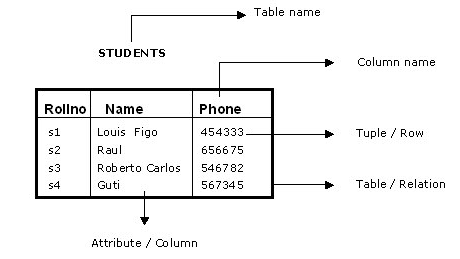 Table name
STUDENTS
Column name
Rollno Name Phone
s1 Louis Figo 454333
Tuple / Row
s2 Raul 656675
s3 Roberto Carlos 546782
s4 Guti 567345
Table / Relation
Attribute / Column